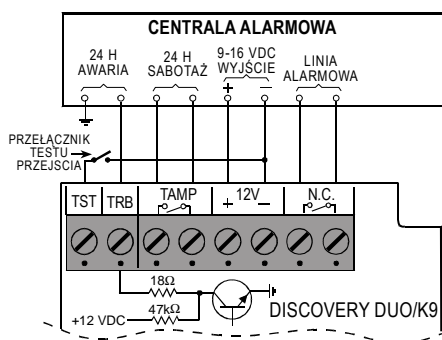 CENTRALA ALARMOWA
24 H
AWARIA
24 H
SABOTAŻ
9-16 VDC
WYJŚCIE
LINIA
ALARMOWA
+ –
PRZEŁĄCZNIK
TESTU
PRZEJSCIA
TST TRB TAMP + 12V – N.C.
18Ω
47kΩ
+12 VDC
DISCOVERY DUO/K9